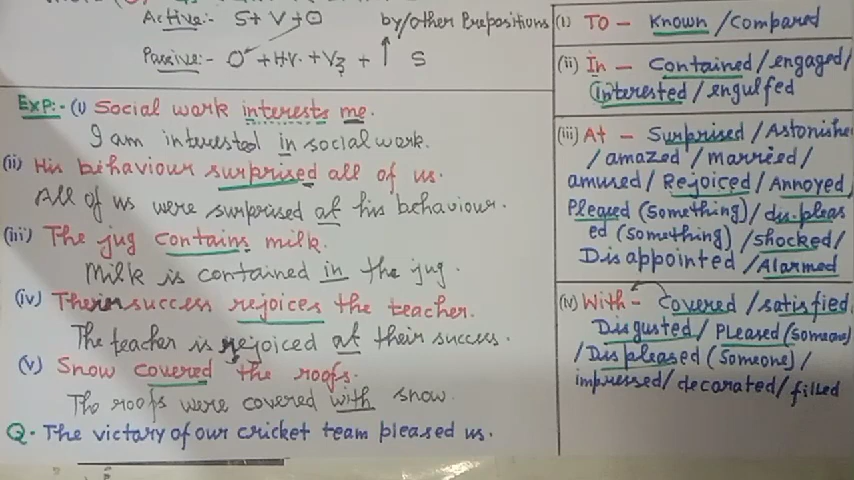 Active:- S + V + O
by/other Prepositions
Passive:- O + H.V. + V3 + S
Exp:- (i) Social work interests me.
I am interested in social work.
(ii) His behaviour surprised all of us.
All of us were surprised at his behaviour.
(iii) The jug contains milk.
Milk is contained in the jug.
(iv) Their success rejoices the teacher.
The teacher is rejoiced at their success.
(v) Snow covered the roofs.
The roofs were covered with snow.
Q. The victory of our cricket team pleased us.
(i) TO – Known / Compared
(ii) In – Contained / engaged /
interested / engulfed
(iii) At – Surprised / Astonishe
/ amazed / married /
amused / Rejoiced / Annoyed
Pleased (something) / displeas
ed (something) / shocked /
Disappointed / Alarmed
(iv) With – covered / satisfied
Disgusted / Pleased (someone)
/ Displeased (someone) /
impressed / decorated / filled